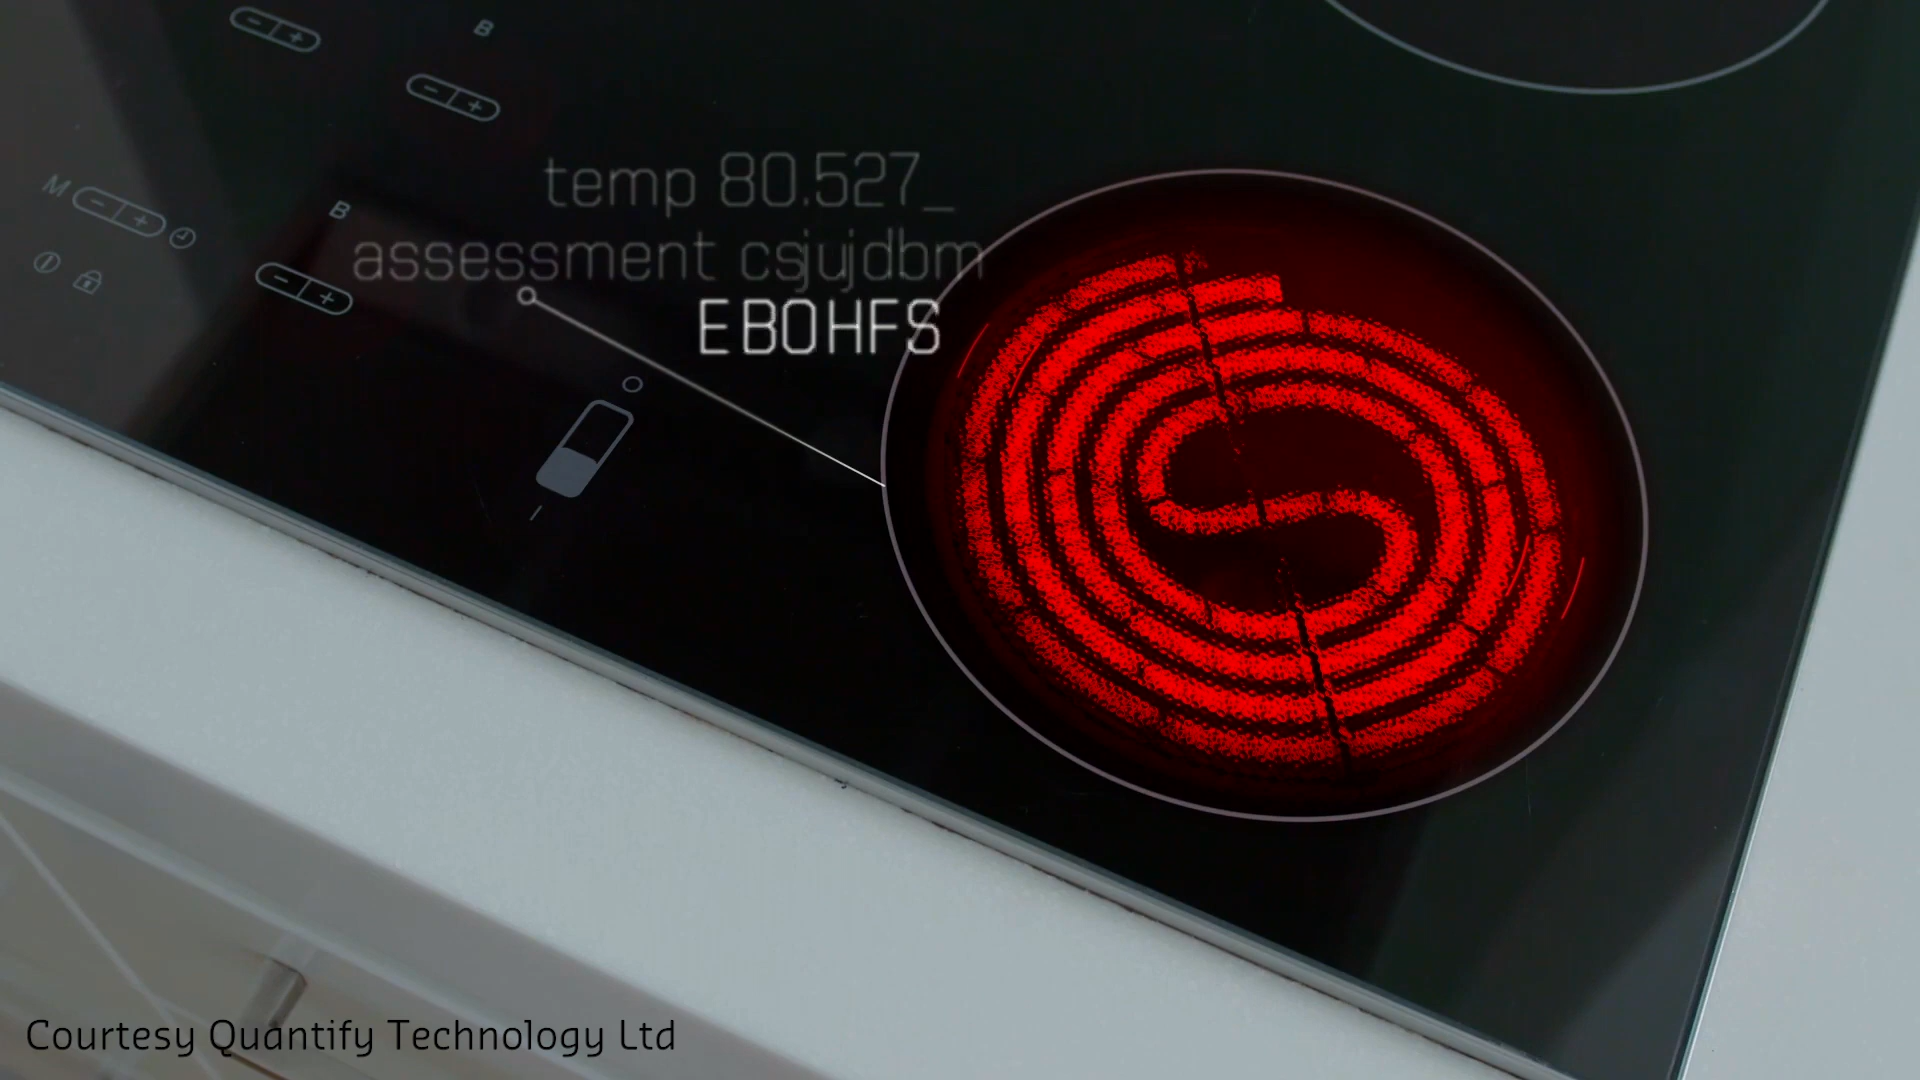 B
temp 80.527_
M
B
assessment csjujdbm
EBOHFS
Courtesy Quantify Technology Ltd